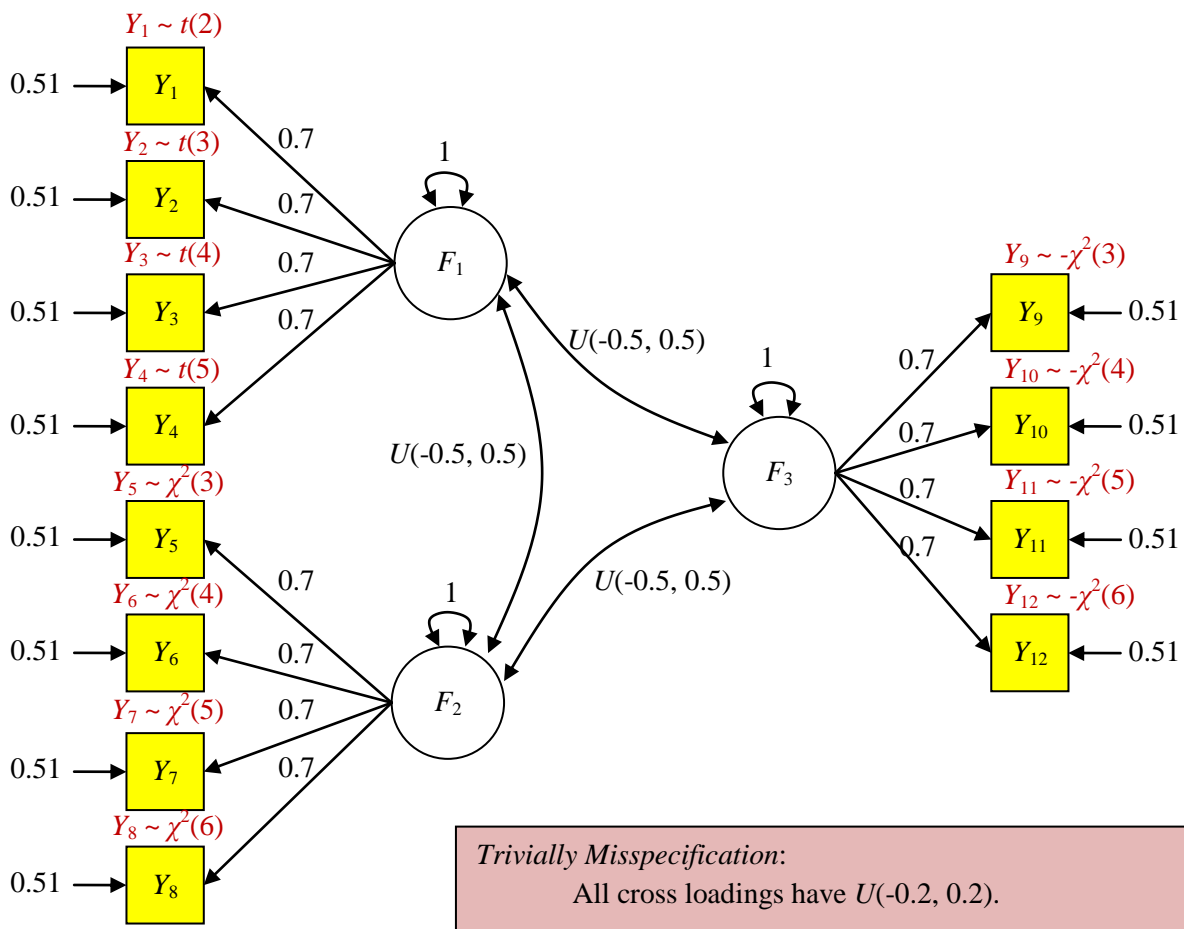 Y₁ ~ t(2)
0.51
Y₁
0.7
Y₂ ~ t(3)
0.51
Y₂
0.7
Y₃ ~ t(4)
0.51
Y₃
0.7
Y₄ ~ t(5)
0.51
Y₄
0.7
1
F₁
U(-0.5, 0.5)
U(-0.5, 0.5)
U(-0.5, 0.5)
Y₅ ~ χ²(3)
0.51
Y₅
0.7
Y₆ ~ χ²(4)
0.51
Y₆
0.7
Y₇ ~ χ²(5)
0.51
Y₇
0.7
Y₈ ~ χ²(6)
0.51
Y₈
0.7
1
F₂
1
F₃
Y₉ ~ -χ²(3)
Y₉
0.51
0.7
Y₁₀ ~ -χ²(4)
Y₁₀
0.51
0.7
Y₁₁ ~ -χ²(5)
Y₁₁
0.51
0.7
Y₁₂ ~ -χ²(6)
Y₁₂
0.51
0.7
Trivially Misspecification:
All cross loadings have U(-0.2, 0.2).